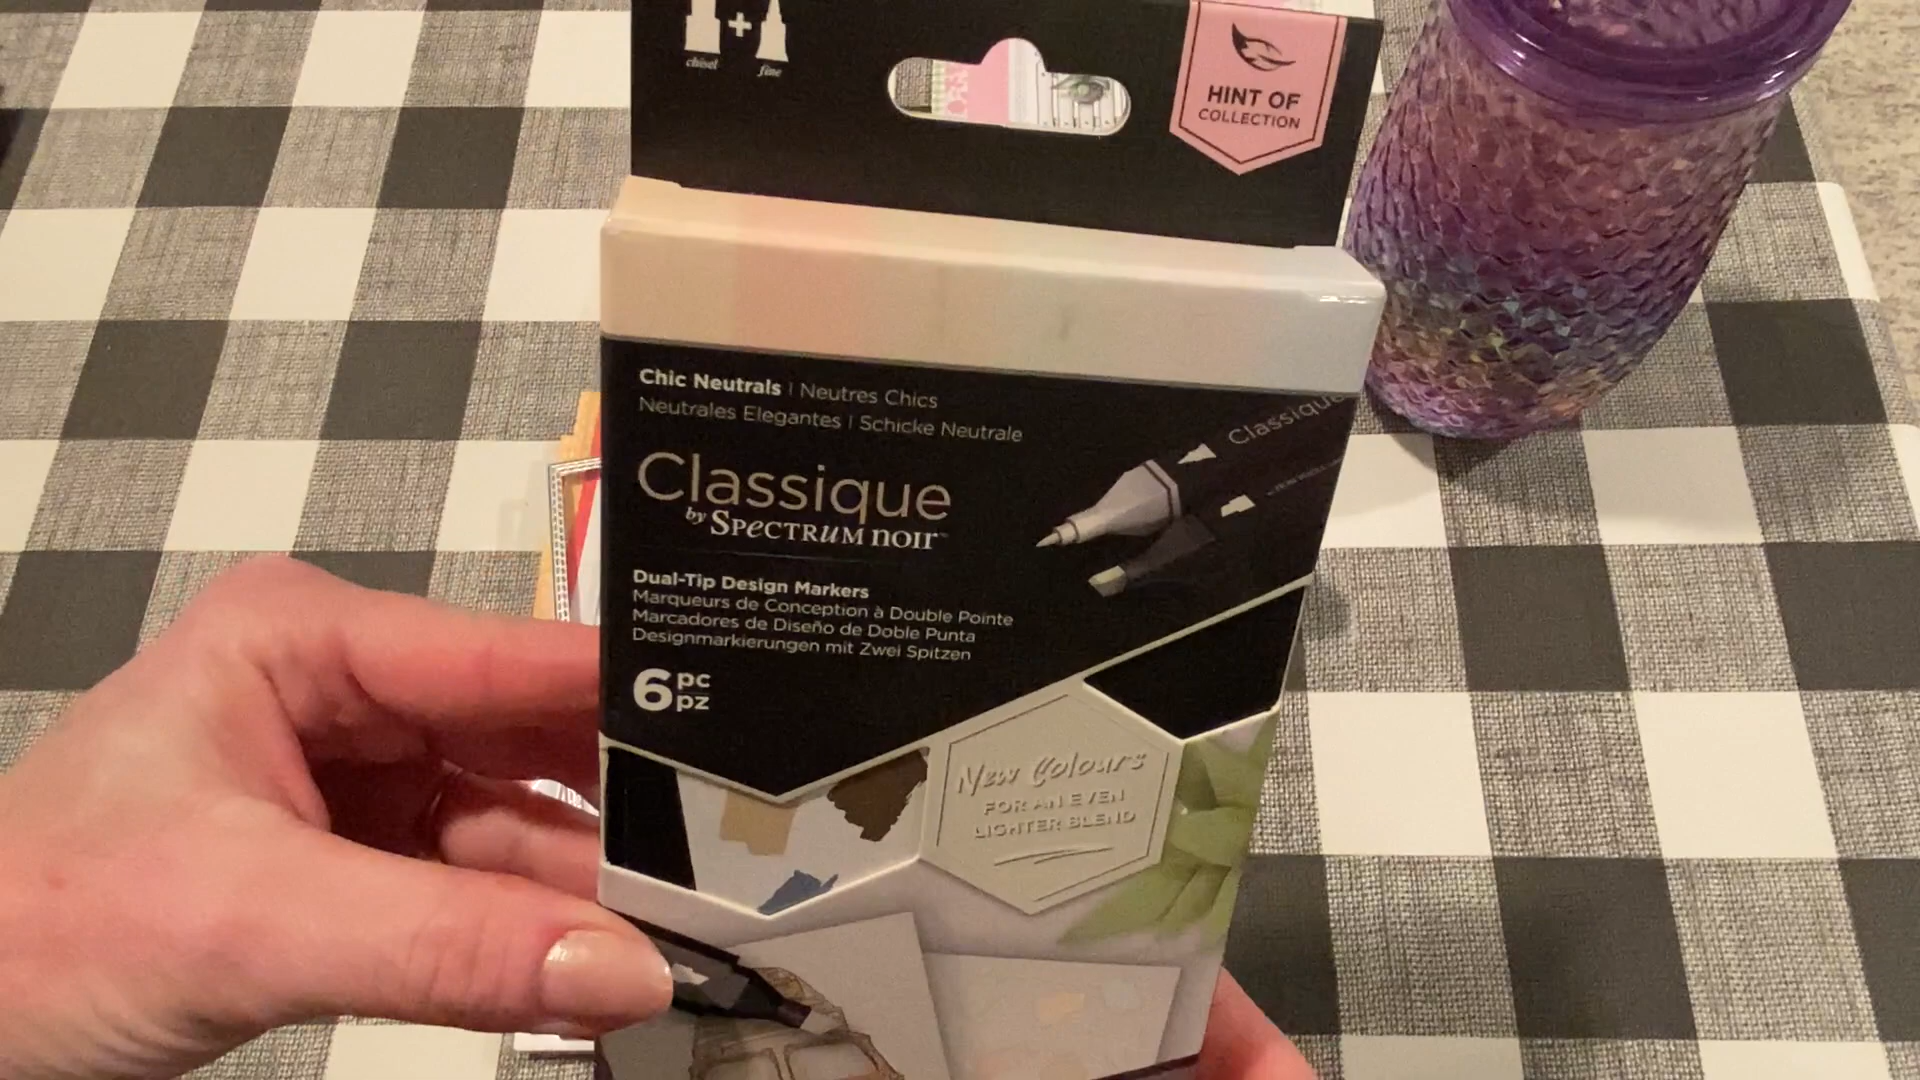 chisel + fine
HINT OF
COLLECTION
Chic Neutrals | Neutres Chics
Neutrales Elegantes | Schicke Neutrale
Classique
Classique
by SPECTRUM noir™
Dual-Tip Design Markers
Marqueurs de Conception à Double Pointe
Marcadores de Diseño de Doble Punta
Designmarkierungen mit Zwei Spitzen
6 pc
pz
New Colours
FOR AN EVEN
LIGHTER BLEND